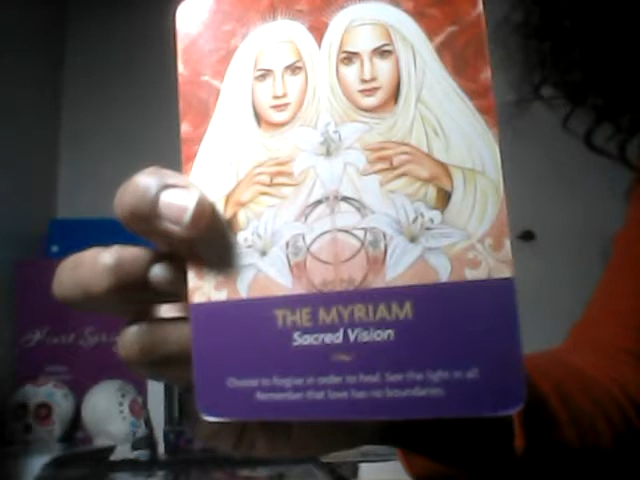 THE MYRIAM
Sacred Vision
Choose to forgive in order to heal. See the light in all.
Remember that love has no boundaries.